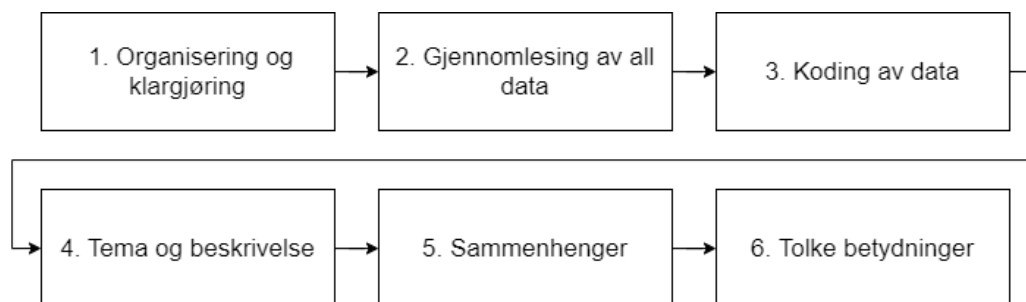 1. Organisering og
klargjøring
2. Gjennomlesing av all
data
3. Koding av data
4. Tema og beskrivelse
5. Sammenhenger
6. Tolke betydninger